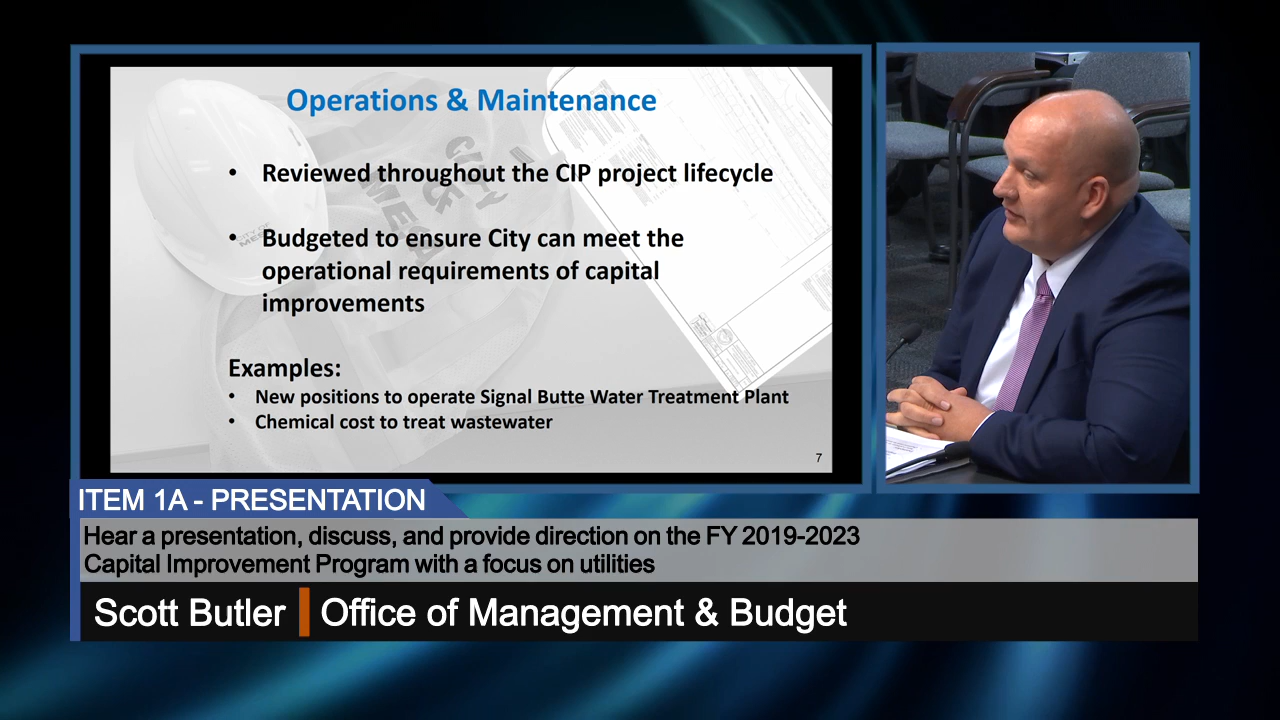 Operations & Maintenance
• Reviewed throughout the CIP project lifecycle
• Budgeted to ensure City can meet the
operational requirements of capital
improvements
Examples:
• New positions to operate Signal Butte Water Treatment Plant
• Chemical cost to treat wastewater
7
ITEM 1A - PRESENTATION
Hear a presentation, discuss, and provide direction on the FY 2019-2023
Capital Improvement Program with a focus on utilities
Scott Butler | Office of Management & Budget